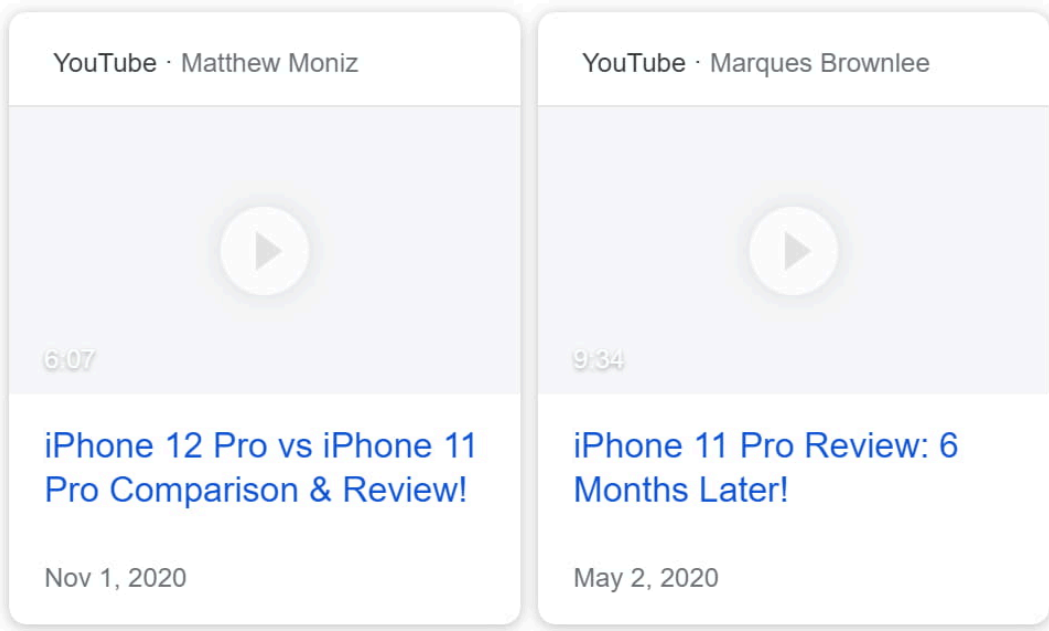 YouTube · Matthew Moniz
6:07
iPhone 12 Pro vs iPhone 11
Pro Comparison & Review!
Nov 1, 2020
YouTube · Marques Brownlee
9:34
iPhone 11 Pro Review: 6
Months Later!
May 2, 2020